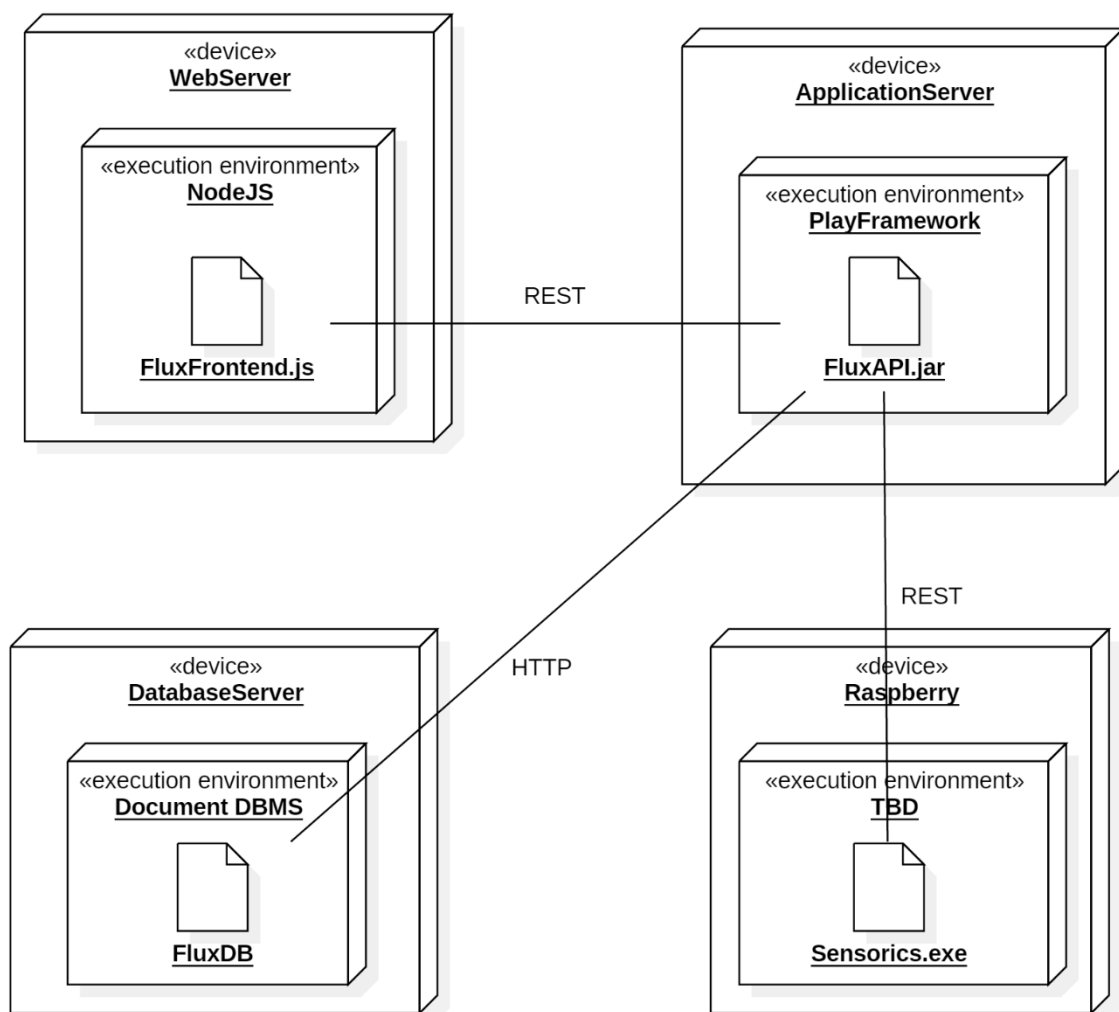 «device»
WebServer
«execution environment»
NodeJS
FluxFrontend.js
REST
«device»
ApplicationServer
«execution environment»
PlayFramework
FluxAPI.jar
HTTP
REST
«device»
DatabaseServer
«execution environment»
Document DBMS
FluxDB
«device»
Raspberry
«execution environment»
TBD
Sensorics.exe